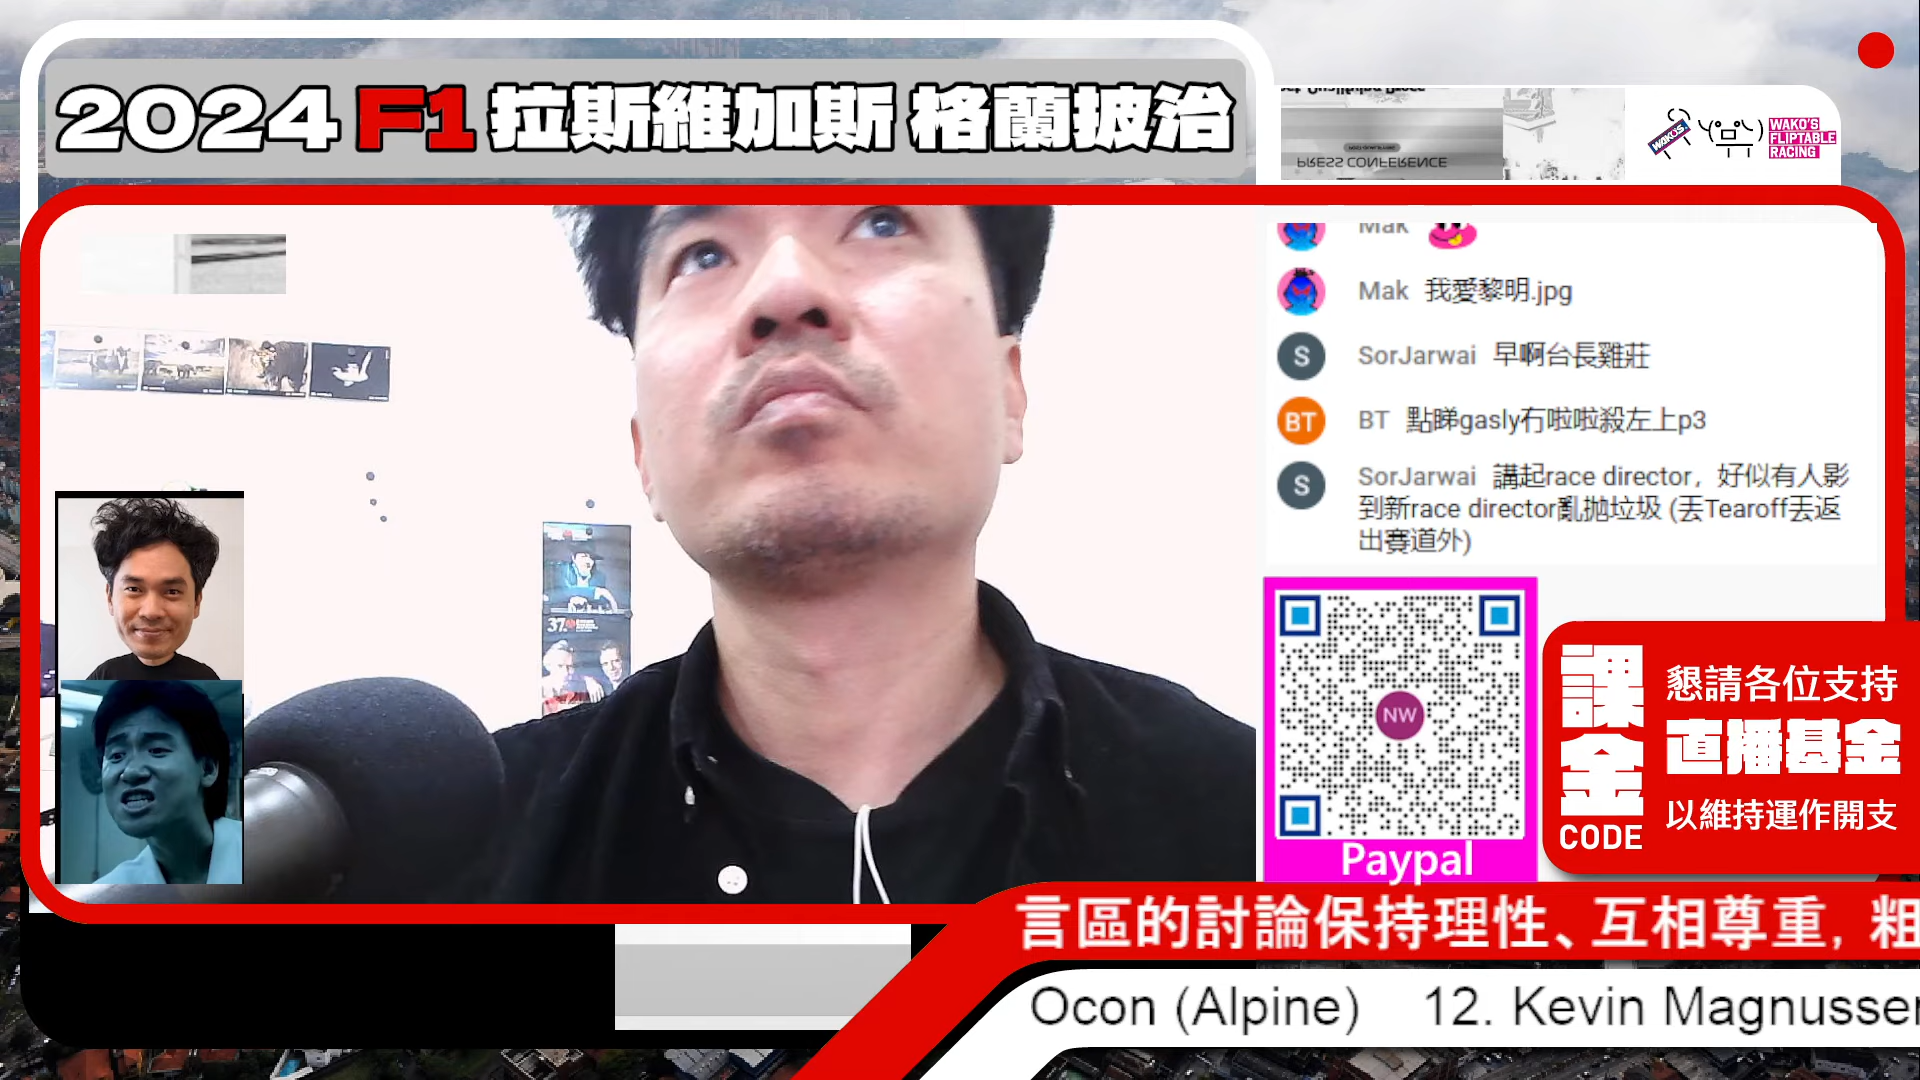 2024 F1 拉斯維加斯 格蘭披治
PRESS CONFERENCE
WAKO'S
WAKO'S
FLIPTABLE
RACING
Mak
Mak 我愛黎明.jpg
S SorJarwai 早啊台長雞莊
BT BT 點睇gasly冇啦啦殺左上p3
S SorJarwai 講起race director，好似有人影
到新race director亂拋垃圾 (丟Tearoff丟返
出賽道外)
37.
NW
Paypal
課金
CODE
懇請各位支持
直播基金
以維持運作開支
言區的討論保持理性、互相尊重，粗
Ocon (Alpine) 12. Kevin Magnusser